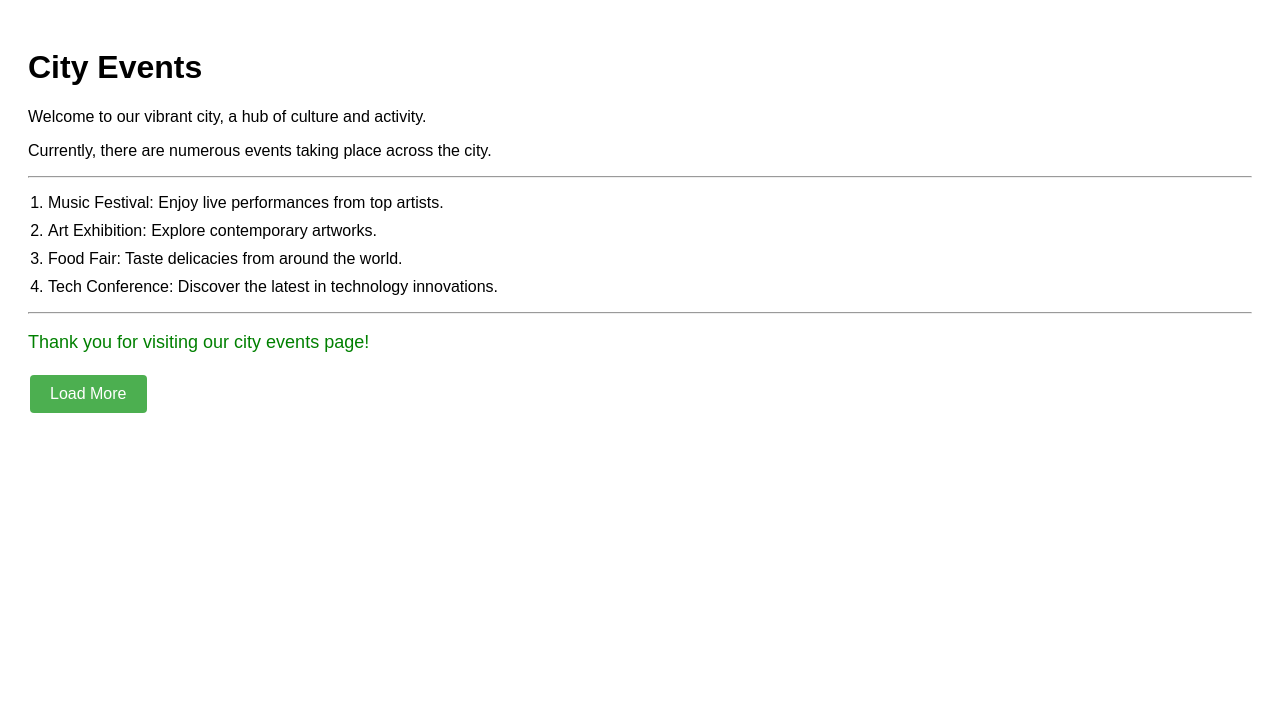 City Events
Welcome to our vibrant city, a hub of culture and activity.
Currently, there are numerous events taking place across the city.
1. Music Festival: Enjoy live performances from top artists.
2. Art Exhibition: Explore contemporary artworks.
3. Food Fair: Taste delicacies from around the world.
4. Tech Conference: Discover the latest in technology innovations.
Thank you for visiting our city events page!
Load More